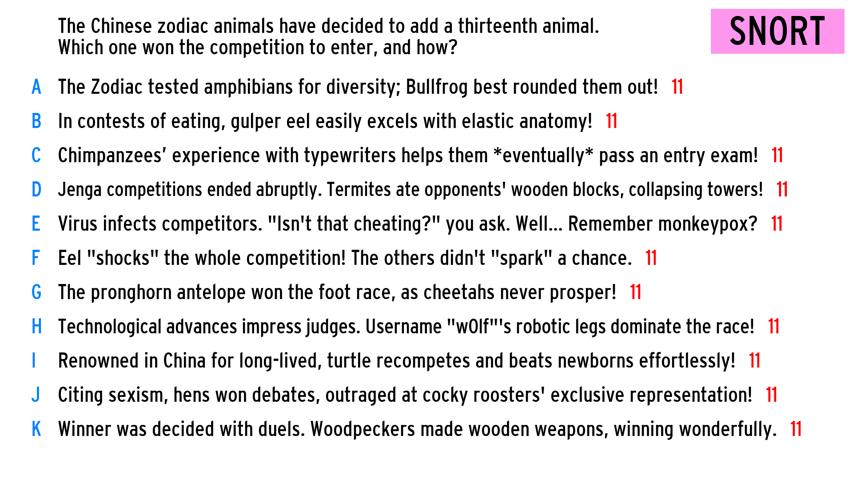 The Chinese zodiac animals have decided to add a thirteenth animal.
Which one won the competition to enter, and how?
SNORT
A The Zodiac tested amphibians for diversity; Bullfrog best rounded them out! 11
B In contests of eating, gulper eel easily excels with elastic anatomy! 11
C Chimpanzees’ experience with typewriters helps them *eventually* pass an entry exam! 11
D Jenga competitions ended abruptly. Termites ate opponents' wooden blocks, collapsing towers! 11
E Virus infects competitors. "Isn't that cheating?" you ask. Well... Remember monkeypox? 11
F Eel "shocks" the whole competition! The others didn't "spark" a chance. 11
G The pronghorn antelope won the foot race, as cheetahs never prosper! 11
H Technological advances impress judges. Username "w0lf"'s robotic legs dominate the race! 11
I Renowned in China for long-lived, turtle recompetes and beats newborns effortlessly! 11
J Citing sexism, hens won debates, outraged at cocky roosters' exclusive representation! 11
K Winner was decided with duels. Woodpeckers made wooden weapons, winning wonderfully. 11